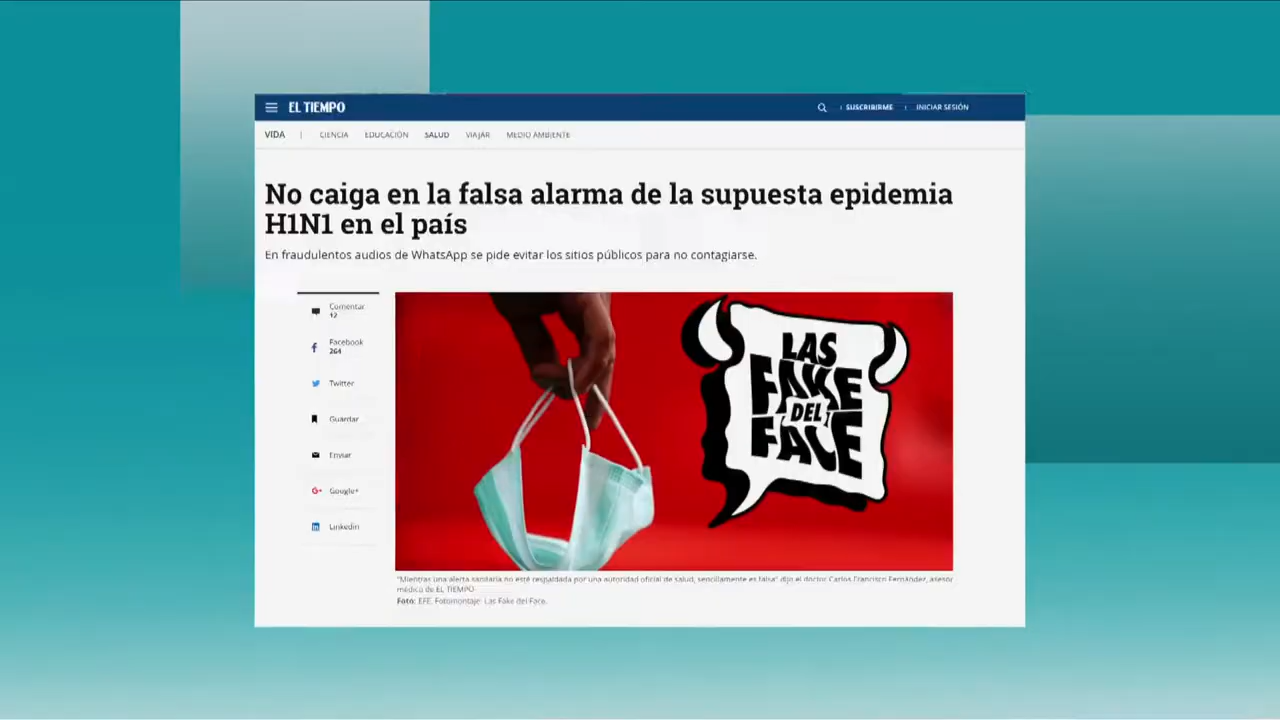 EL TIEMPO
SUSCRIBIRME
INICIAR SESIÓN
VIDA | CIENCIA EDUCACIÓN SALUD VIAJAR MEDIO AMBIENTE
No caiga en la falsa alarma de la supuesta epidemia
H1N1 en el país
En fraudulentos audios de WhatsApp se pide evitar los sitios públicos para no contagiarse.
Comentar
12
Facebook
264
Twitter
Guardar
Enviar
Google+
Linkedin
LAS
FAKE
DEL
FACE
"Mientras una alerta sanitaria no esté respaldada por una autoridad oficial de salud, sencillamente es falsa" dijo el doctor Carlos Francisco Fernández, asesor
médico de EL TIEMPO
Foto: EFE. Fotomontaje: Las Fake del Face.